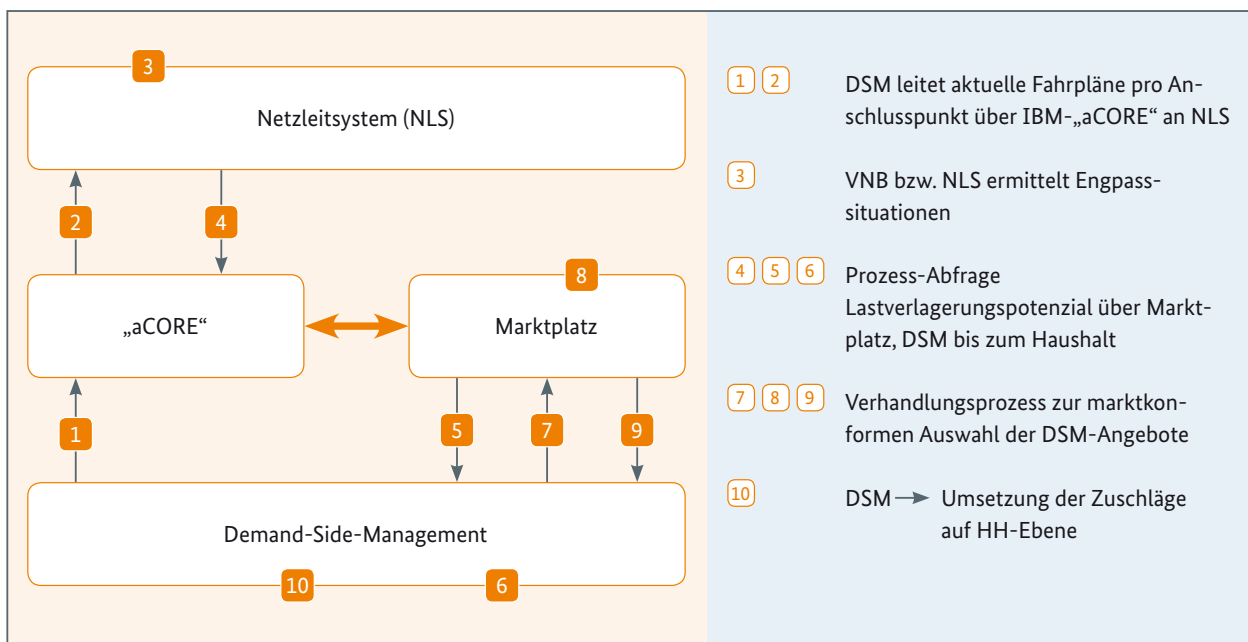 3
Netzleitsystem (NLS)
2
4
8
„aCORE“
Marktplatz
1
5
7
9
Demand-Side-Management
10
6
1 2 DSM leitet aktuelle Fahrpläne pro An-
schlusspunkt über IBM-„aCORE“ an NLS
3 VNB bzw. NLS ermittelt Engpass-
situationen
4 5 6 Prozess-Abfrage
Lastverlagerungspotenzial über Markt-
platz, DSM bis zum Haushalt
7 8 9 Verhandlungsprozess zur marktkon-
formen Auswahl der DSM-Angebote
10 DSM → Umsetzung der Zuschläge
auf HH-Ebene